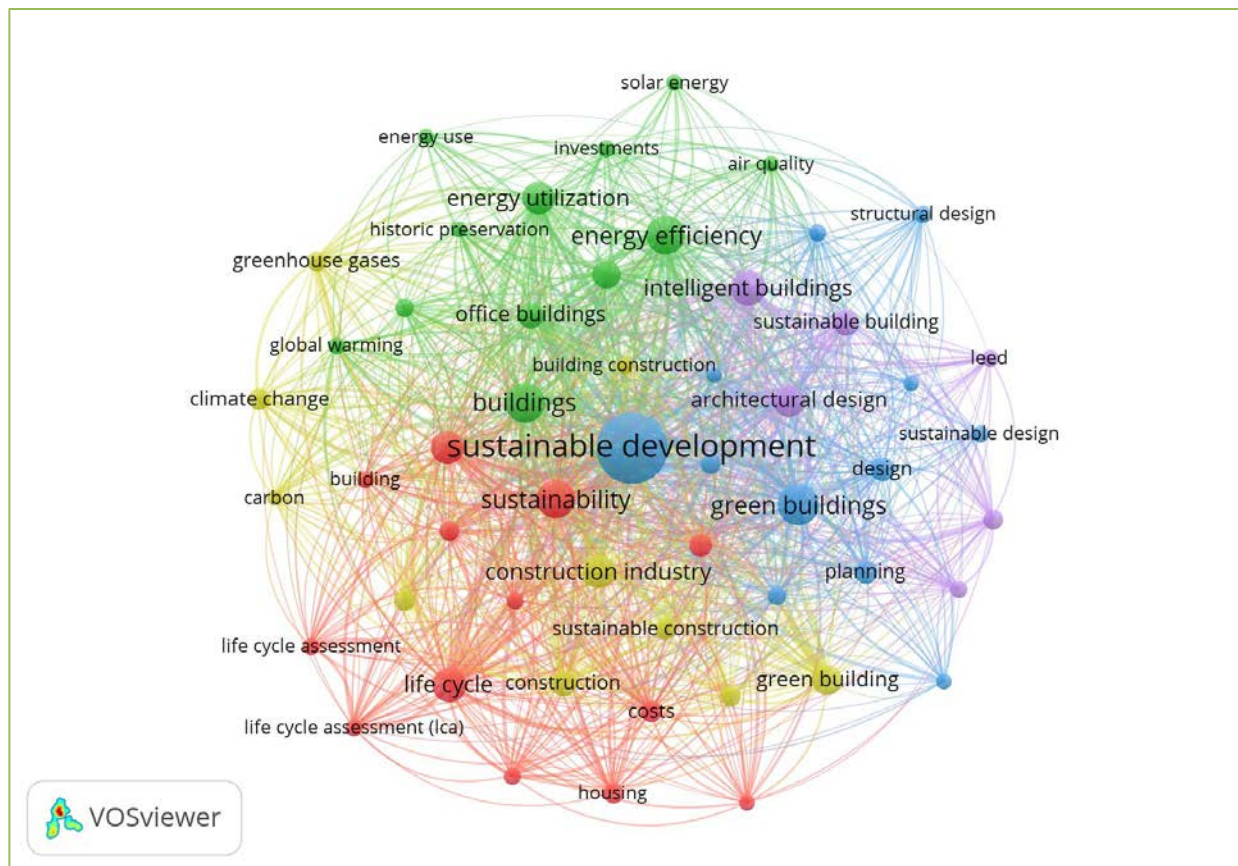 solar energy
energy use
investments
air quality
energy utilization
structural design
historic preservation
energy efficiency
greenhouse gases
intelligent buildings
office buildings
sustainable building
global warming
building construction
leed
climate change
buildings
architectural design
sustainable design
sustainable development
design
building
carbon
sustainability
green buildings
construction industry
planning
sustainable construction
life cycle assessment
life cycle
construction
green building
costs
life cycle assessment (lca)
housing
VOSviewer